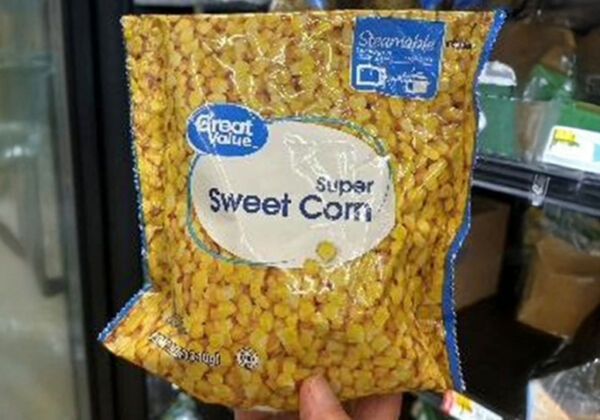 Steamable
Great
Value
Super
Sweet Corn